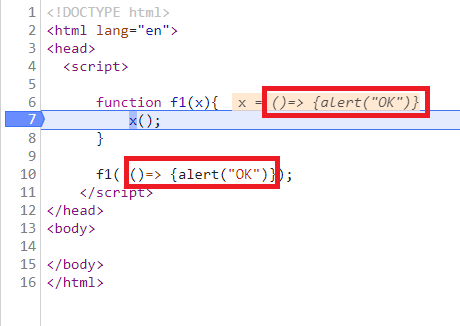 1 <!DOCTYPE html>
2 <html lang="en">
3 <head>
4 <script>
5
6 function f1(x){ x = ()=> {alert("OK")}
7 x();
8 }
9
10 f1( ()=> {alert("OK")});
11 </script>
12 </head>
13 <body>
14
15 </body>
16 </html>